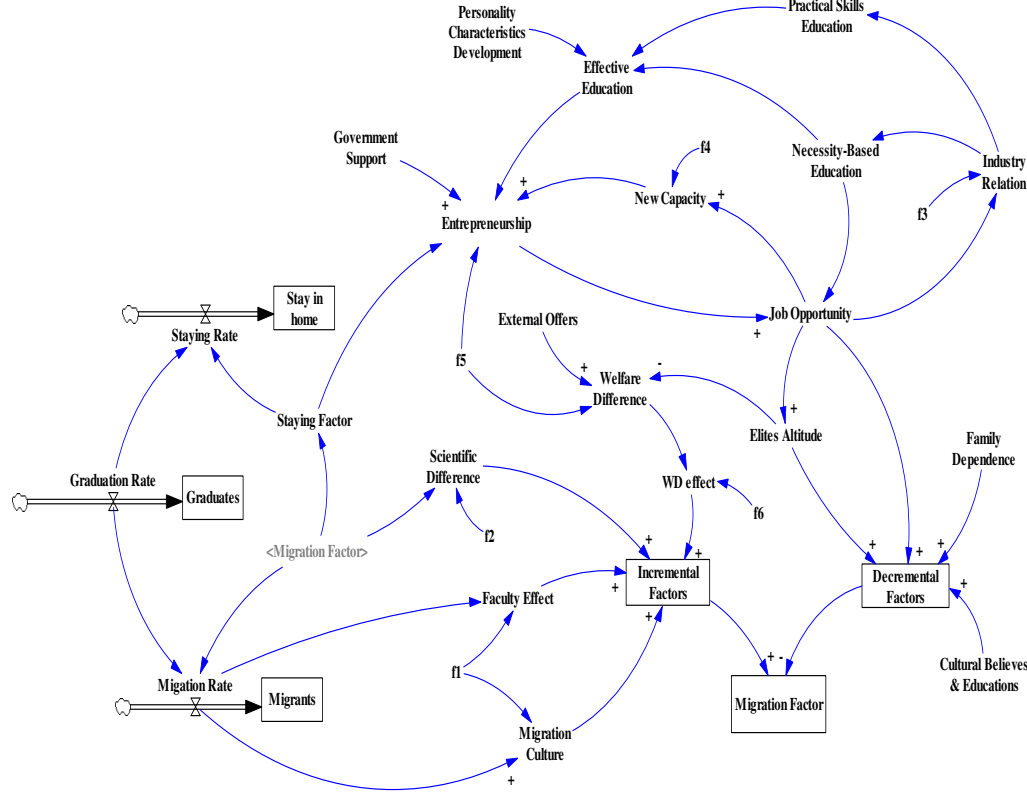 Personality
Characteristics
Development
Practical Skills
Education
Effective
Education
Government
Support
f4
Necessity-Based
Education
Industry
Relation
+
New Capacity
+
f3
+
Entrepreneurship
Stay in
home
Job Opportunity
+
External Offers
Staying Rate
f5
+
-
Welfare
Difference
+
Staying Factor
Elites Altitude
Family
Dependence
Scientific
Difference
Graduation Rate
Graduates
WD effect
f6
f2
<Migration Factor>
+
+
+
+
+
Incremental
Factors
Decremental
Factors
+
+
Faculty Effect
+
f1
+ -
Cultural Believes
& Educations
Migation Rate
Migrants
Migration Factor
Migration
Culture
+